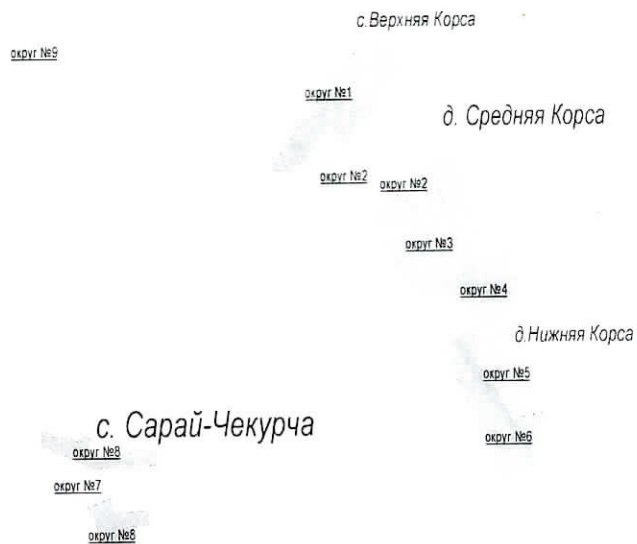 с.Верхняя Корса
округ №9
округ №1
д. Средняя Корса
округ №2
округ №2
округ №3
округ №4
д.Нижняя Корса
округ №5
с. Сарай-Чекурча
округ №6
округ №8
округ №7
округ №8